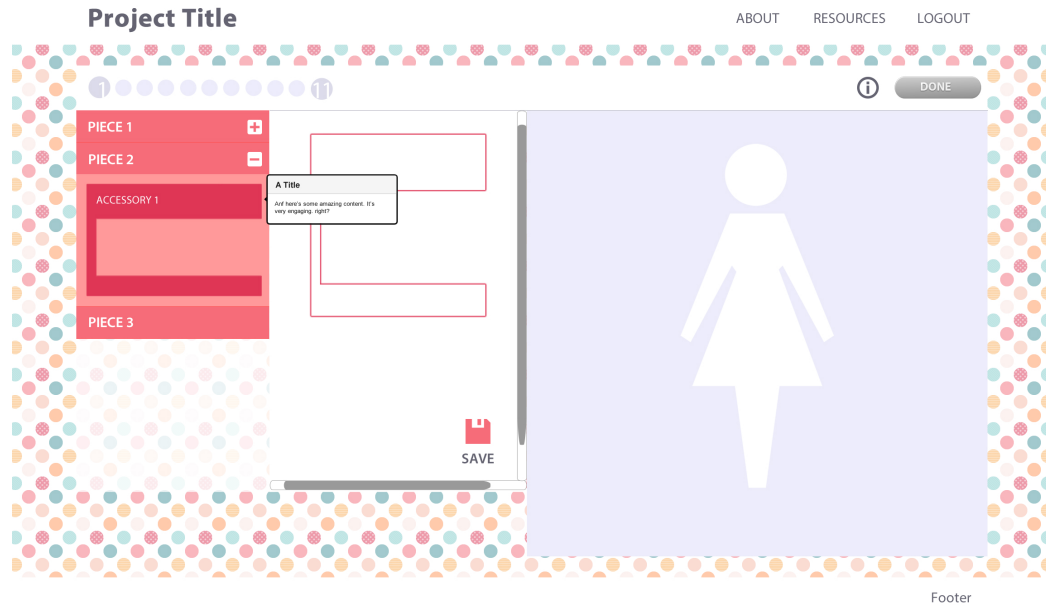 Project Title
ABOUT RESOURCES LOGOUT
1 11
DONE
PIECE 1
PIECE 2
A Title
ACCESSORY 1
Anf here's some amazing content. It's
very engaging. right?
PIECE 3
SAVE
Footer